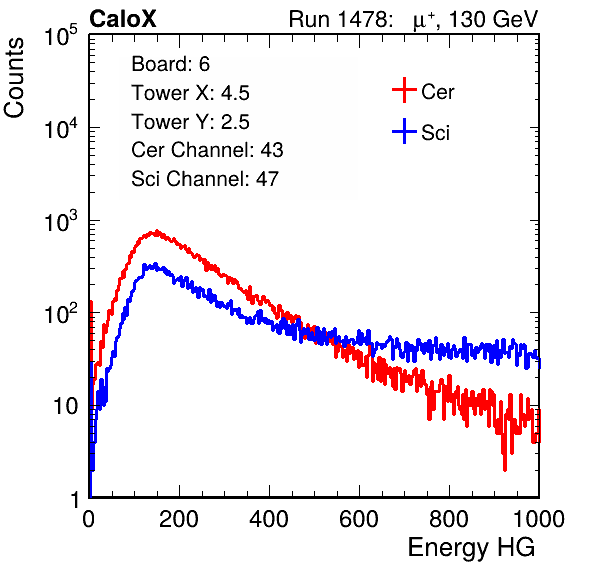 CaloX Run 1478: μ⁺, 130 GeV
Counts
Board: 6
Tower X: 4.5
Tower Y: 2.5
Cer Channel: 43
Sci Channel: 47
Cer
Sci
10⁵
10⁴
10³
10²
10
1
0 200 400 600 800 1000
Energy HG